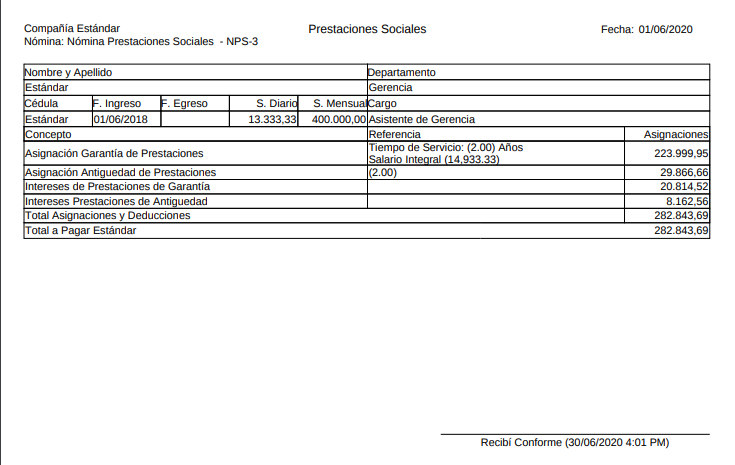 Compañía Estándar Prestaciones Sociales Fecha: 01/06/2020
Nómina: Nómina Prestaciones Sociales - NPS-3
Nombre y Apellido Departamento
Estándar Gerencia
Cédula F. Ingreso F. Egreso S. Diario S. Mensual Cargo
Estándar 01/06/2018 13.333,33 400.000,00 Asistente de Gerencia
Concepto Referencia Asignaciones
Asignación Garantía de Prestaciones Tiempo de Servicio: (2.00) Años 223.999,95
Salario Integral (14,933.33)
Asignación Antiguedad de Prestaciones (2.00) 29.866,66
Intereses de Prestaciones de Garantía 20.814,52
Intereses Prestaciones de Antiguedad 8.162,56
Total Asignaciones y Deducciones 282.843,69
Total a Pagar Estándar 282.843,69
Recibí Conforme (30/06/2020 4:01 PM)